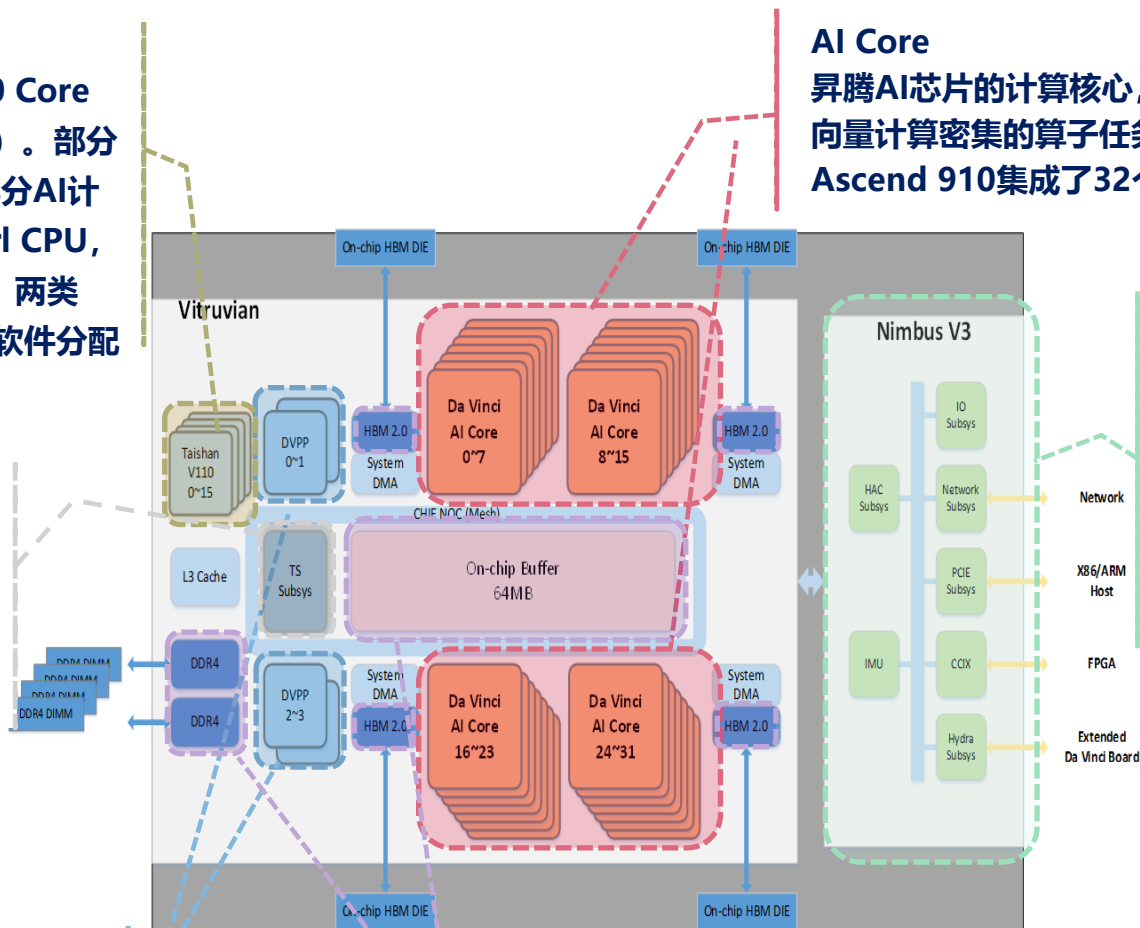 AI Core
昇腾AI芯片的计算核心，
向量计算密集的算子任务
Ascend 910集成了32个
0 Core
）。部分
分AI计
rl CPU，
两类
软件分配
On-chip HBM DIE
On-chip HBM DIE
Vitruvian
Nimbus V3
Taishan
V110
0~15
DVPP
0~1
HBM 2.0
System
DMA
Da Vinci
AI Core
0~7
Da Vinci
AI Core
8~15
HBM 2.0
System
DMA
IO
Subsys
HAC
Subsys
Network
Subsys
Network
CHIE NOC (Mesh)
L3 Cache
TS
Subsys
On-chip Buffer
64MB
PCIE
Subsys
X86/ARM
Host
DDR4
DDR4
DDR4 DIMM
DDR4 DIMM
DDR4 DIMM
DDR4 DIMM
DVPP
2~3
System
DMA
HBM 2.0
Da Vinci
AI Core
16~23
Da Vinci
AI Core
24~31
System
DMA
HBM 2.0
IMU
CCIX
FPGA
Hydra
Subsys
Extended
Da Vinci Board
On-chip HBM DIE
On-chip HBM DIE